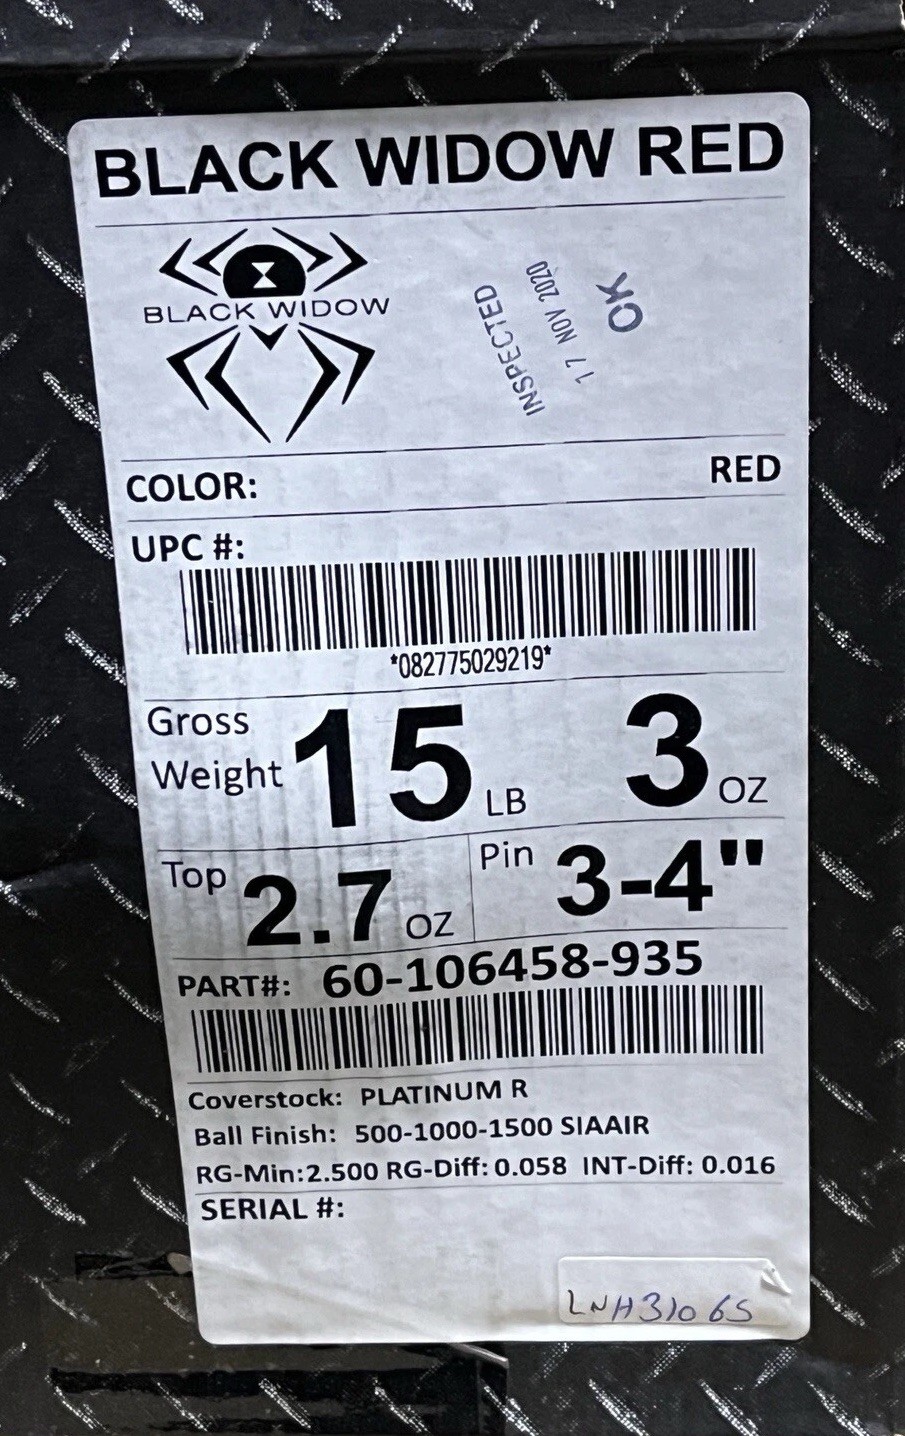 BLACK WIDOW RED
BLACK WIDOW
INSPECTED
17 NOV 2020
OK
COLOR: RED
UPC #:
*082775029219*
Gross Weight 15 LB 3 OZ
Top 2.7 OZ Pin 3-4"
PART#: 60-106458-935
Coverstock: PLATINUM R
Ball Finish: 500-1000-1500 SIAAIR
RG-Min:2.500 RG-Diff: 0.058 INT-Diff: 0.016
SERIAL #:
LNH31065